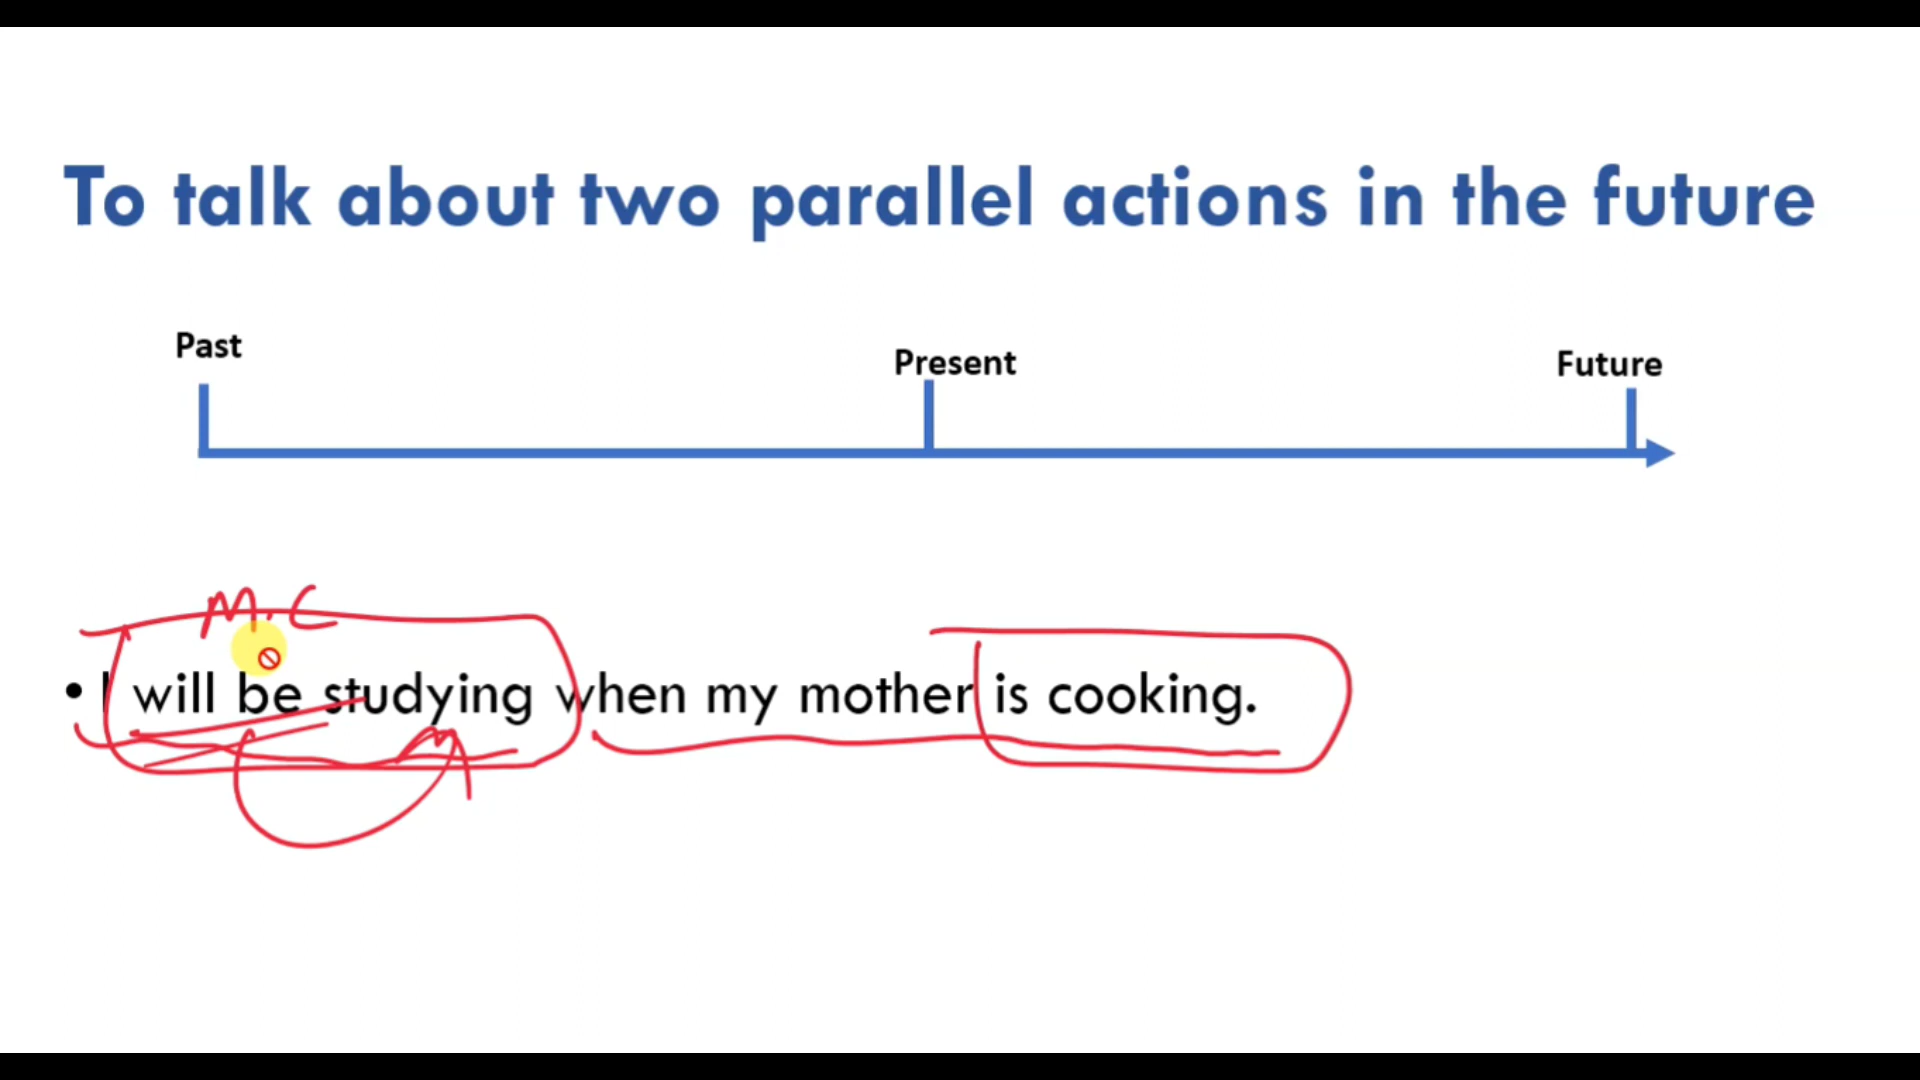 To talk about two parallel actions in the future
Past
Present
Future
M.C
• I will be studying when my mother is cooking.